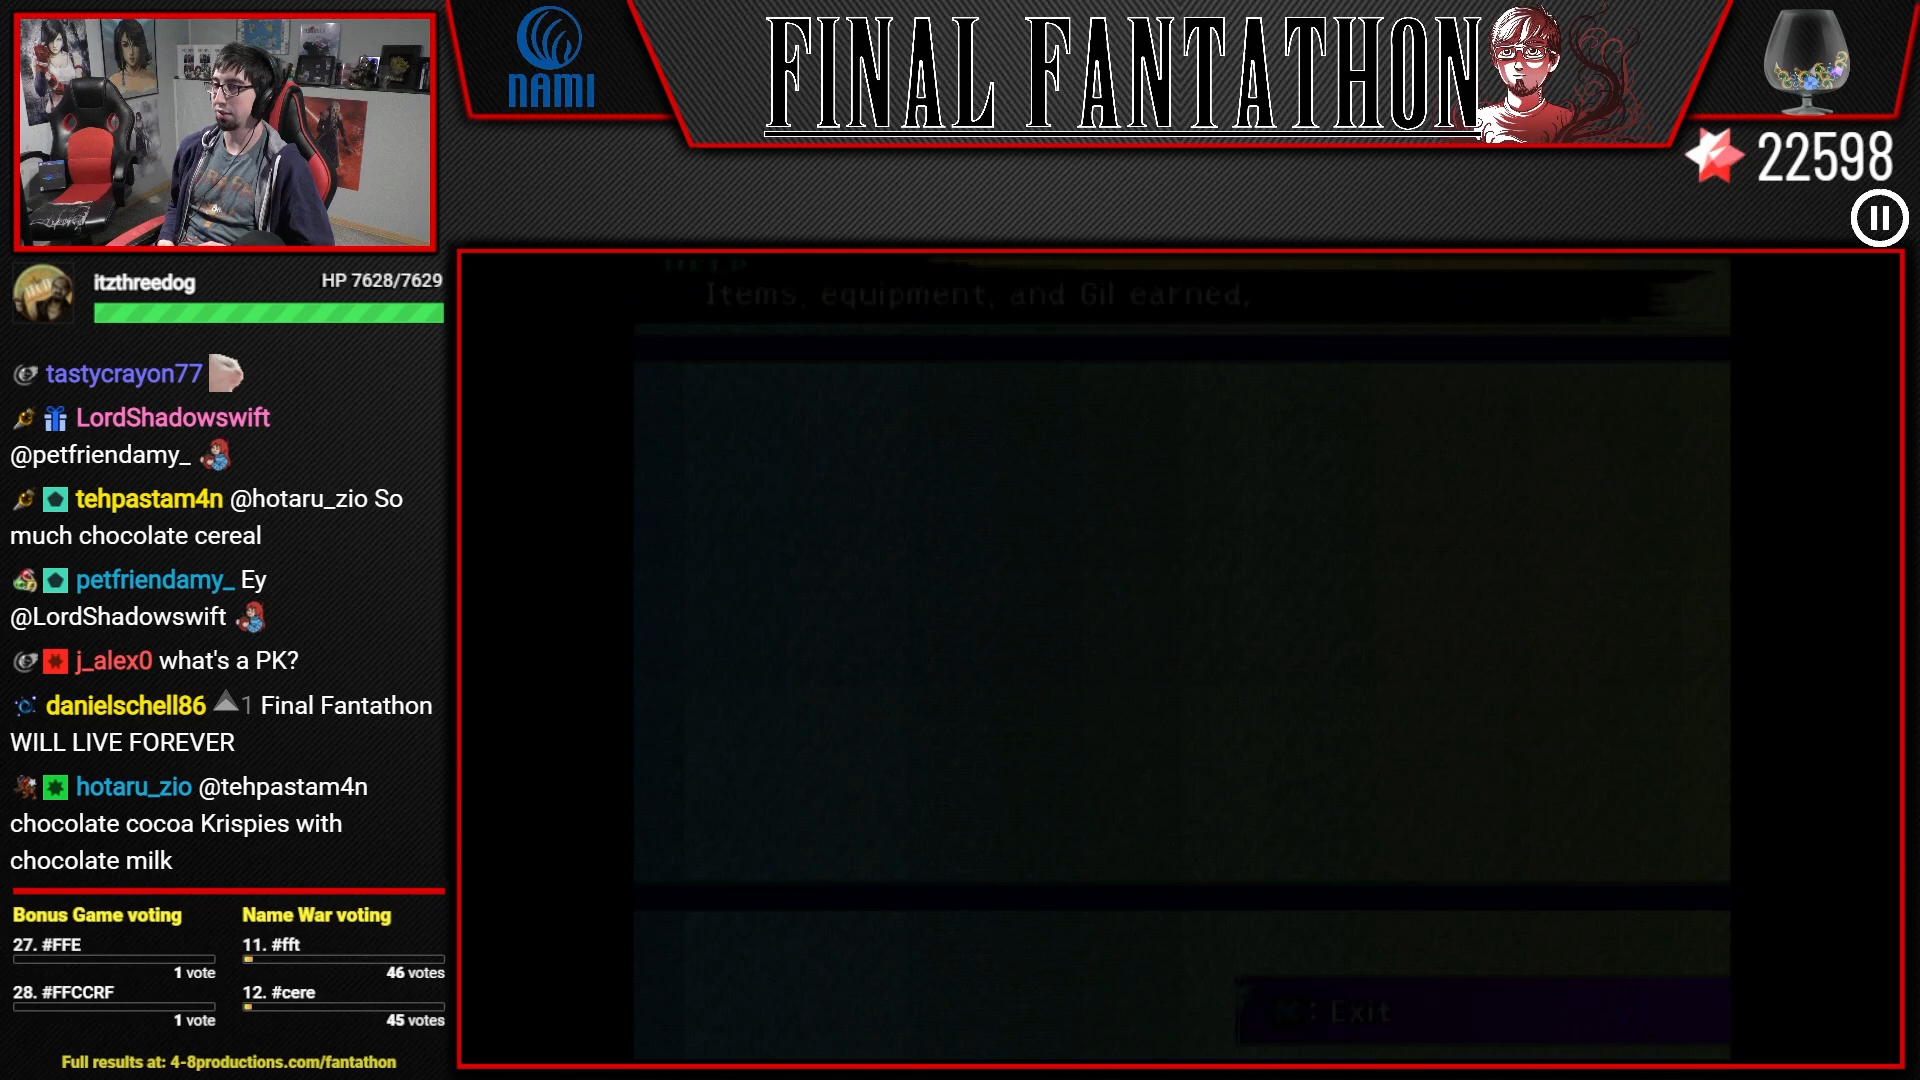 NAMI
FINAL FANTATHON
22598
itzthreedog
HP 7628/7629
tastycrayon77
LordShadowswift
@petfriendamy_
tehpastam4n @hotaru_zio So
much chocolate cereal
petfriendamy_ Ey
@LordShadowswift
j_alex0 what's a PK?
danielschell86 1 Final Fantathon
WILL LIVE FOREVER
hotaru_zio @tehpastam4n
chocolate cocoa Krispies with
chocolate milk
Bonus Game voting
27. #FFE
1 vote
28. #FFCCRF
1 vote
Name War voting
11. #fft
46 votes
12. #cere
45 votes
Full results at: 4-8productions.com/fantathon
HELP
Items, equipment, and Gil earned,
: Exit